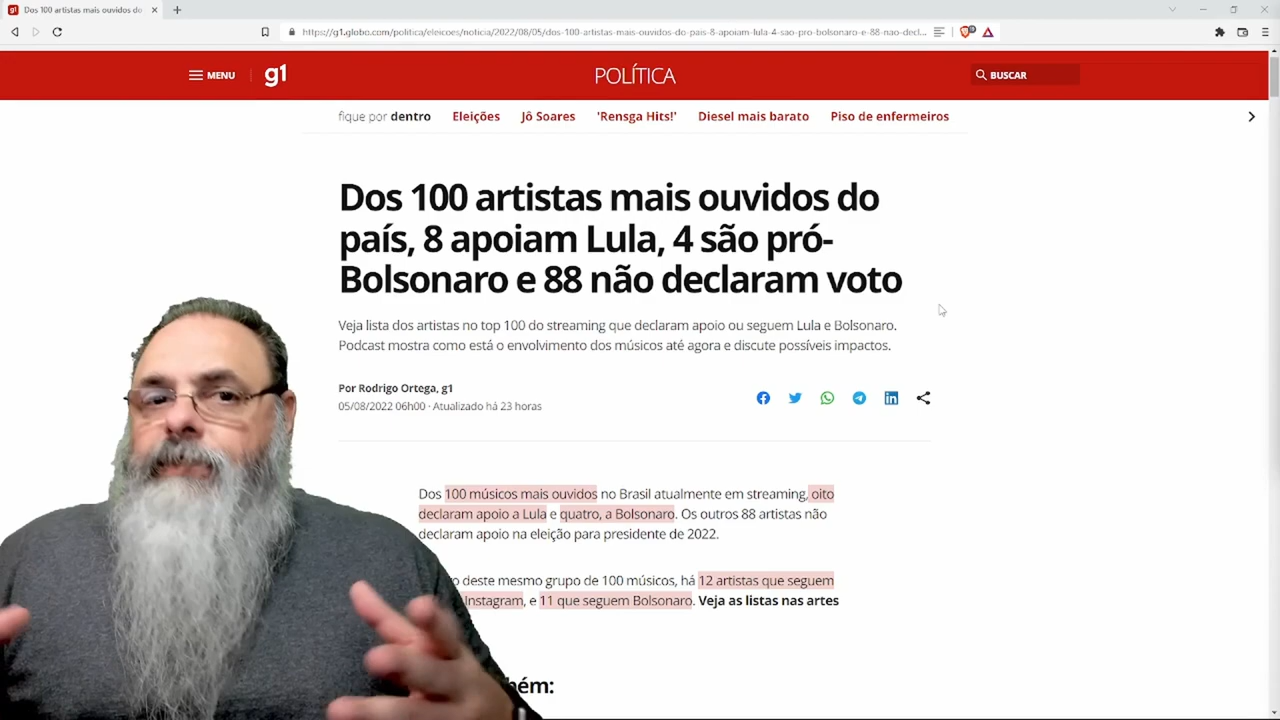 Dos 100 artistas mais ouvidos do
https://g1.globo.com/politica/eleicoes/noticia/2022/08/05/dos-100-artistas-mais-ouvidos-do-pais-8-apoiam-lula-4-sao-pro-bolsonaro-e-88-nao-decl...
MENU g1 POLÍTICA BUSCAR
fique por dentro Eleições Jô Soares 'Rensga Hits!' Diesel mais barato Piso de enfermeiros
Dos 100 artistas mais ouvidos do
país, 8 apoiam Lula, 4 são pró-
Bolsonaro e 88 não declaram voto
Veja lista dos artistas no top 100 do streaming que declaram apoio ou seguem Lula e Bolsonaro.
Podcast mostra como está o envolvimento dos músicos até agora e discute possíveis impactos.
Por Rodrigo Ortega, g1
05/08/2022 06h00 · Atualizado há 23 horas
Dos 100 músicos mais ouvidos no Brasil atualmente em streaming, oito
declaram apoio a Lula e quatro, a Bolsonaro. Os outros 88 artistas não
declaram apoio na eleição para presidente de 2022.
deste mesmo grupo de 100 músicos, há 12 artistas que seguem
Instagram, e 11 que seguem Bolsonaro. Veja as listas nas artes